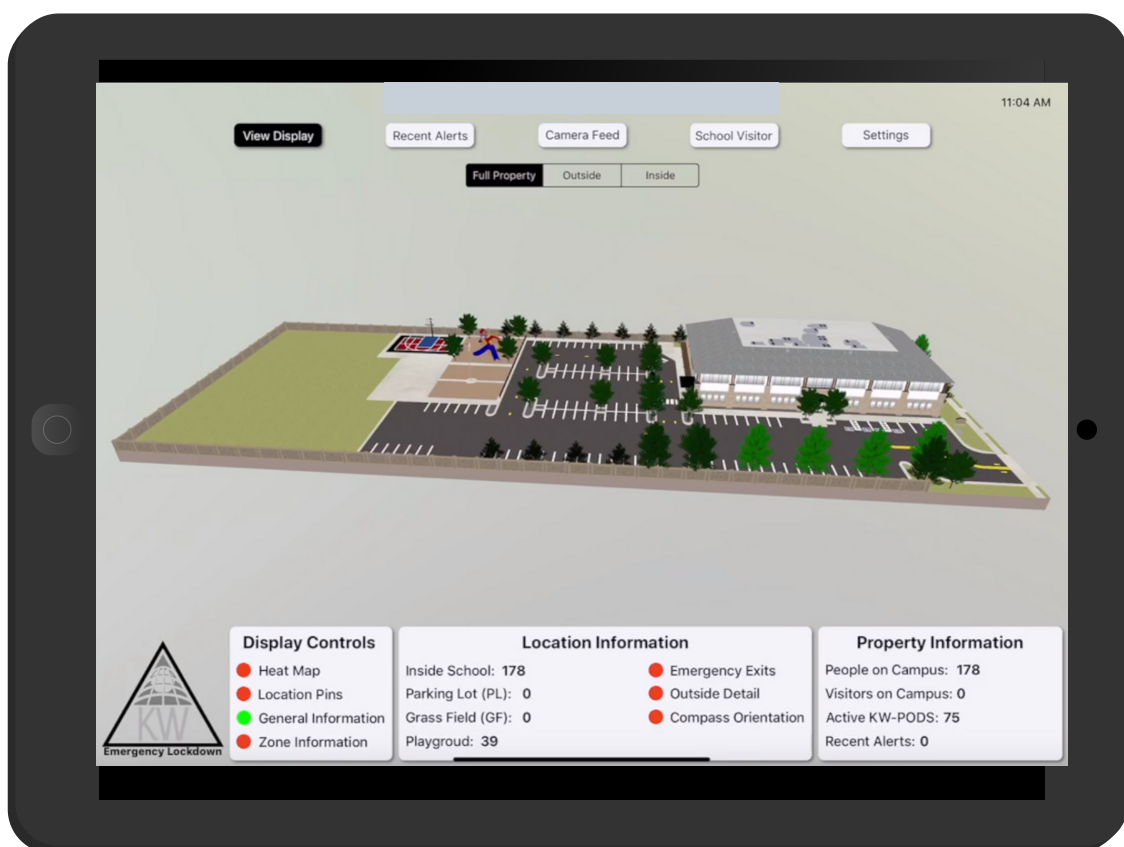 11:04 AM
View Display
Recent Alerts
Camera Feed
School Visitor
Settings
Full Property
Outside
Inside
Display Controls
Heat Map
Location Pins
General Information
Zone Information
Location Information
Inside School: 178
Parking Lot (PL): 0
Grass Field (GF): 0
Playgroud: 39
Emergency Exits
Outside Detail
Compass Orientation
Property Information
People on Campus: 178
Visitors on Campus: 0
Active KW-PODS: 75
Recent Alerts: 0
KW
Emergency Lockdown